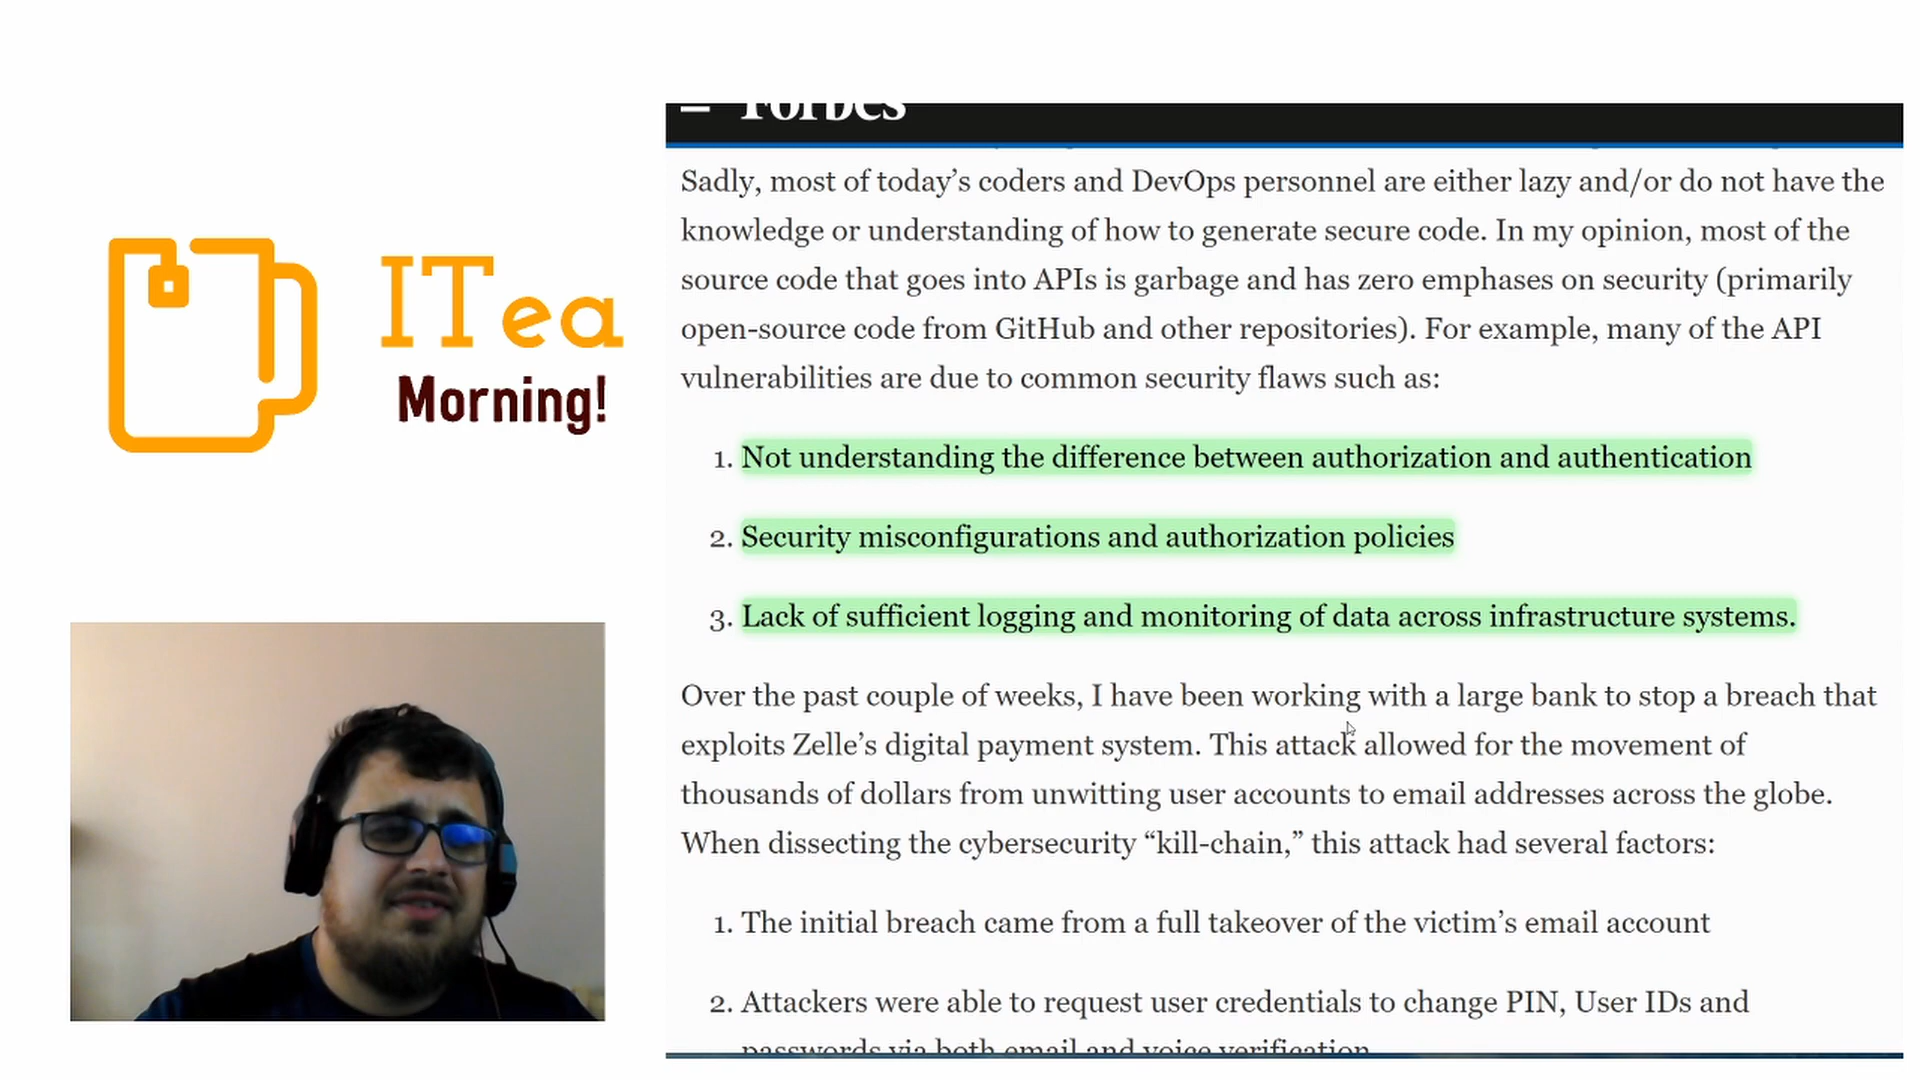 ITea
Morning!
Forbes
Sadly, most of today’s coders and DevOps personnel are either lazy and/or do not have the
knowledge or understanding of how to generate secure code. In my opinion, most of the
source code that goes into APIs is garbage and has zero emphases on security (primarily
open-source code from GitHub and other repositories). For example, many of the API
vulnerabilities are due to common security flaws such as:
1. Not understanding the difference between authorization and authentication
2. Security misconfigurations and authorization policies
3. Lack of sufficient logging and monitoring of data across infrastructure systems.
Over the past couple of weeks, I have been working with a large bank to stop a breach that
exploits Zelle’s digital payment system. This attack allowed for the movement of
thousands of dollars from unwitting user accounts to email addresses across the globe.
When dissecting the cybersecurity “kill-chain,” this attack had several factors:
1. The initial breach came from a full takeover of the victim’s email account
2. Attackers were able to request user credentials to change PIN, User IDs and
passwords via both email and voice verification